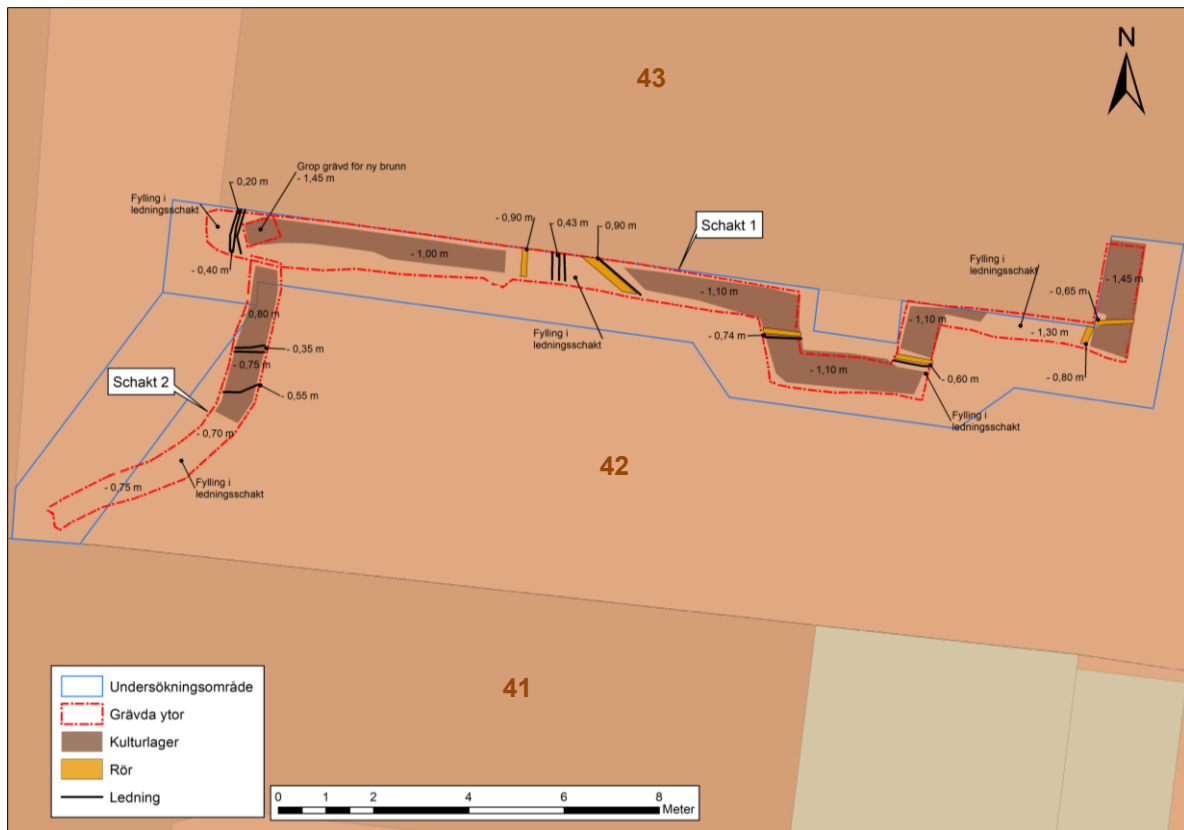 N
43
Grop grävd för ny brunn
- 1,45 m
- 0,20 m
Fylling i
ledningsschakt
- 0,40 m
- 1,00 m
- 0,90 m
- 0,43 m
- 0,90 m
Schakt 1
- 1,10 m
Fylling i
ledningsschakt
- 0,74 m
- 1,10 m
- 1,10 m
Fylling i
ledningsschakt
- 0,65 m
- 1,45 m
- 1,30 m
- 0,80 m
- 0,60 m
Fylling i
ledningsschakt
0,80 m
- 0,35 m
- 0,75 m
- 0,55 m
Schakt 2
- 0,70 m
- 0,75 m
Fylling i
ledningsschakt
42
41
Undersökningsområde
Grävda ytor
Kulturlager
Rör
Ledning
0 1 2 4 6 8
Meter